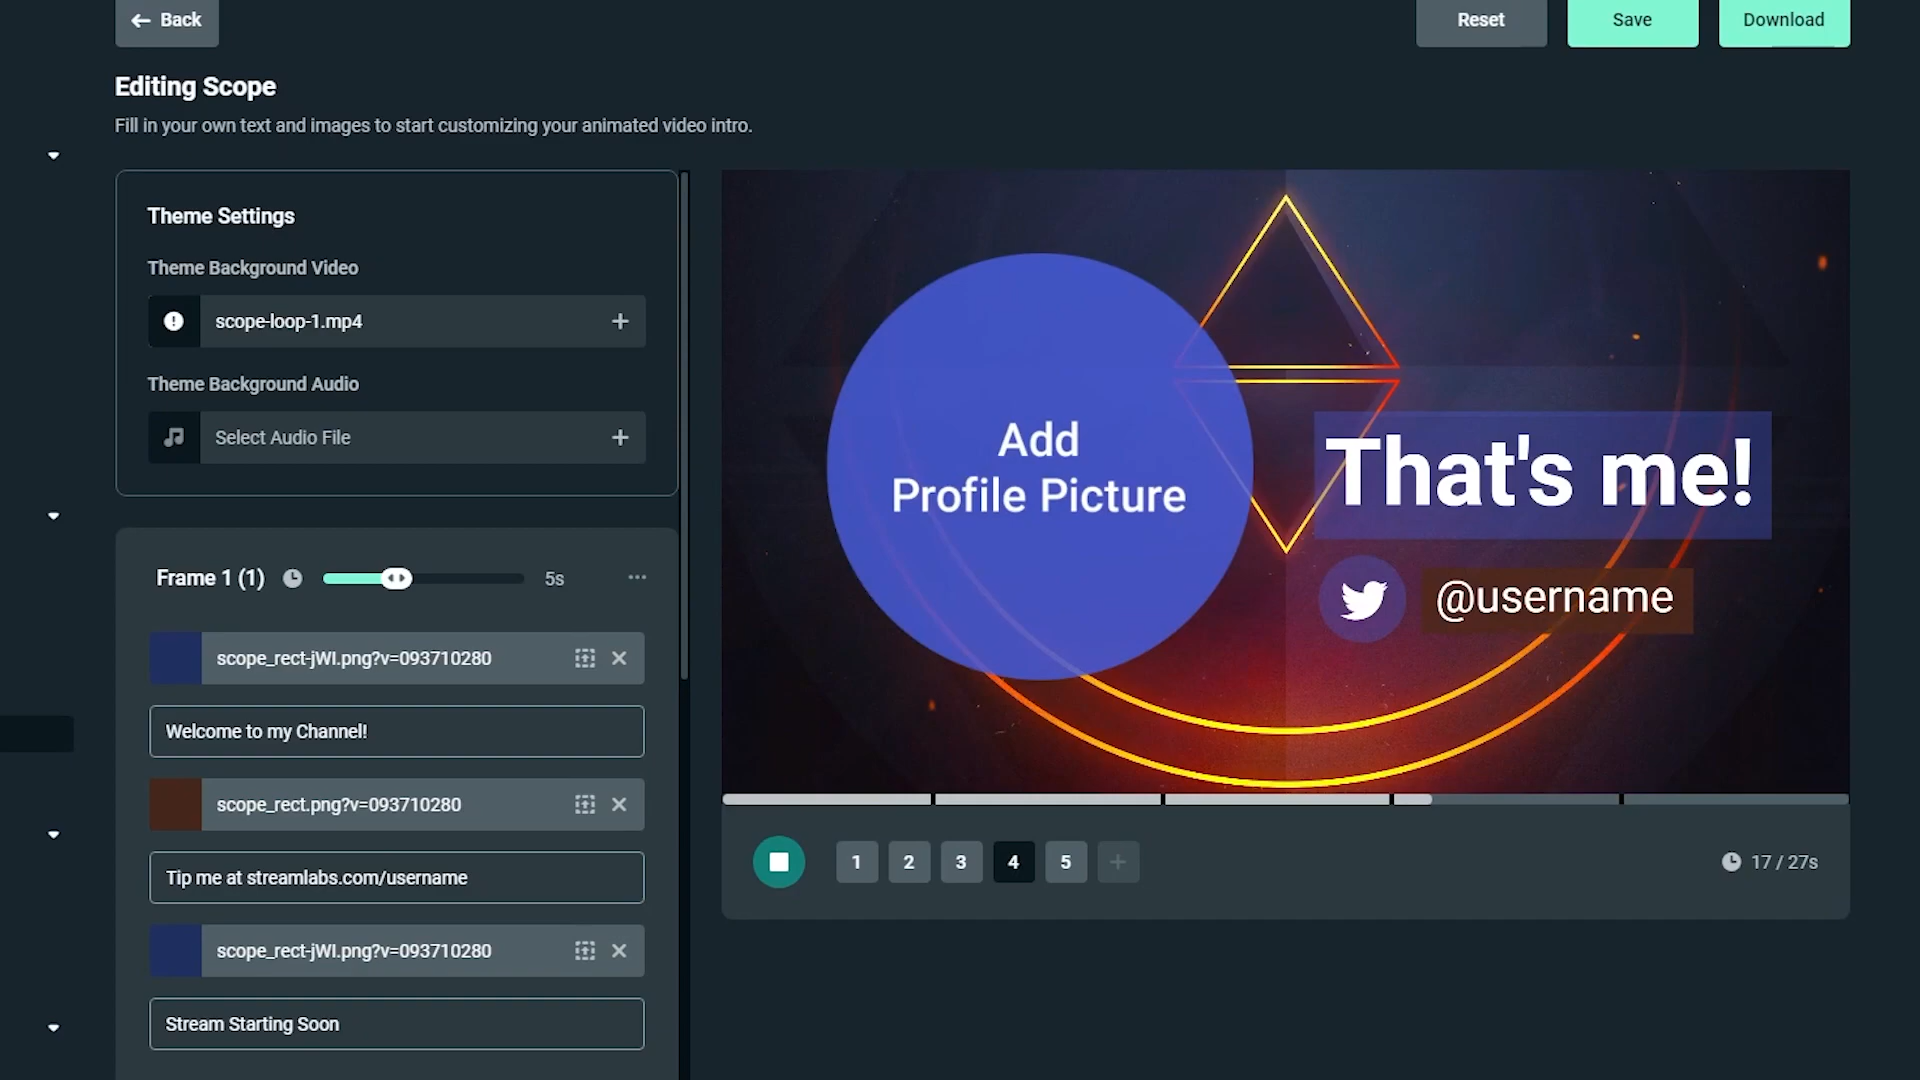 Back
Reset
Save
Download
Editing Scope
Fill in your own text and images to start customizing your animated video intro.
Theme Settings
Theme Background Video
scope-loop-1.mp4
Theme Background Audio
Select Audio File
Frame 1 (1)
5s
scope_rect-jWI.png?v=093710280
Welcome to my Channel!
scope_rect.png?v=093710280
Tip me at streamlabs.com/username
scope_rect-jWI.png?v=093710280
Stream Starting Soon
Add
Profile Picture
That's me!
@username
1 2 3 4 5 +
17 / 27s